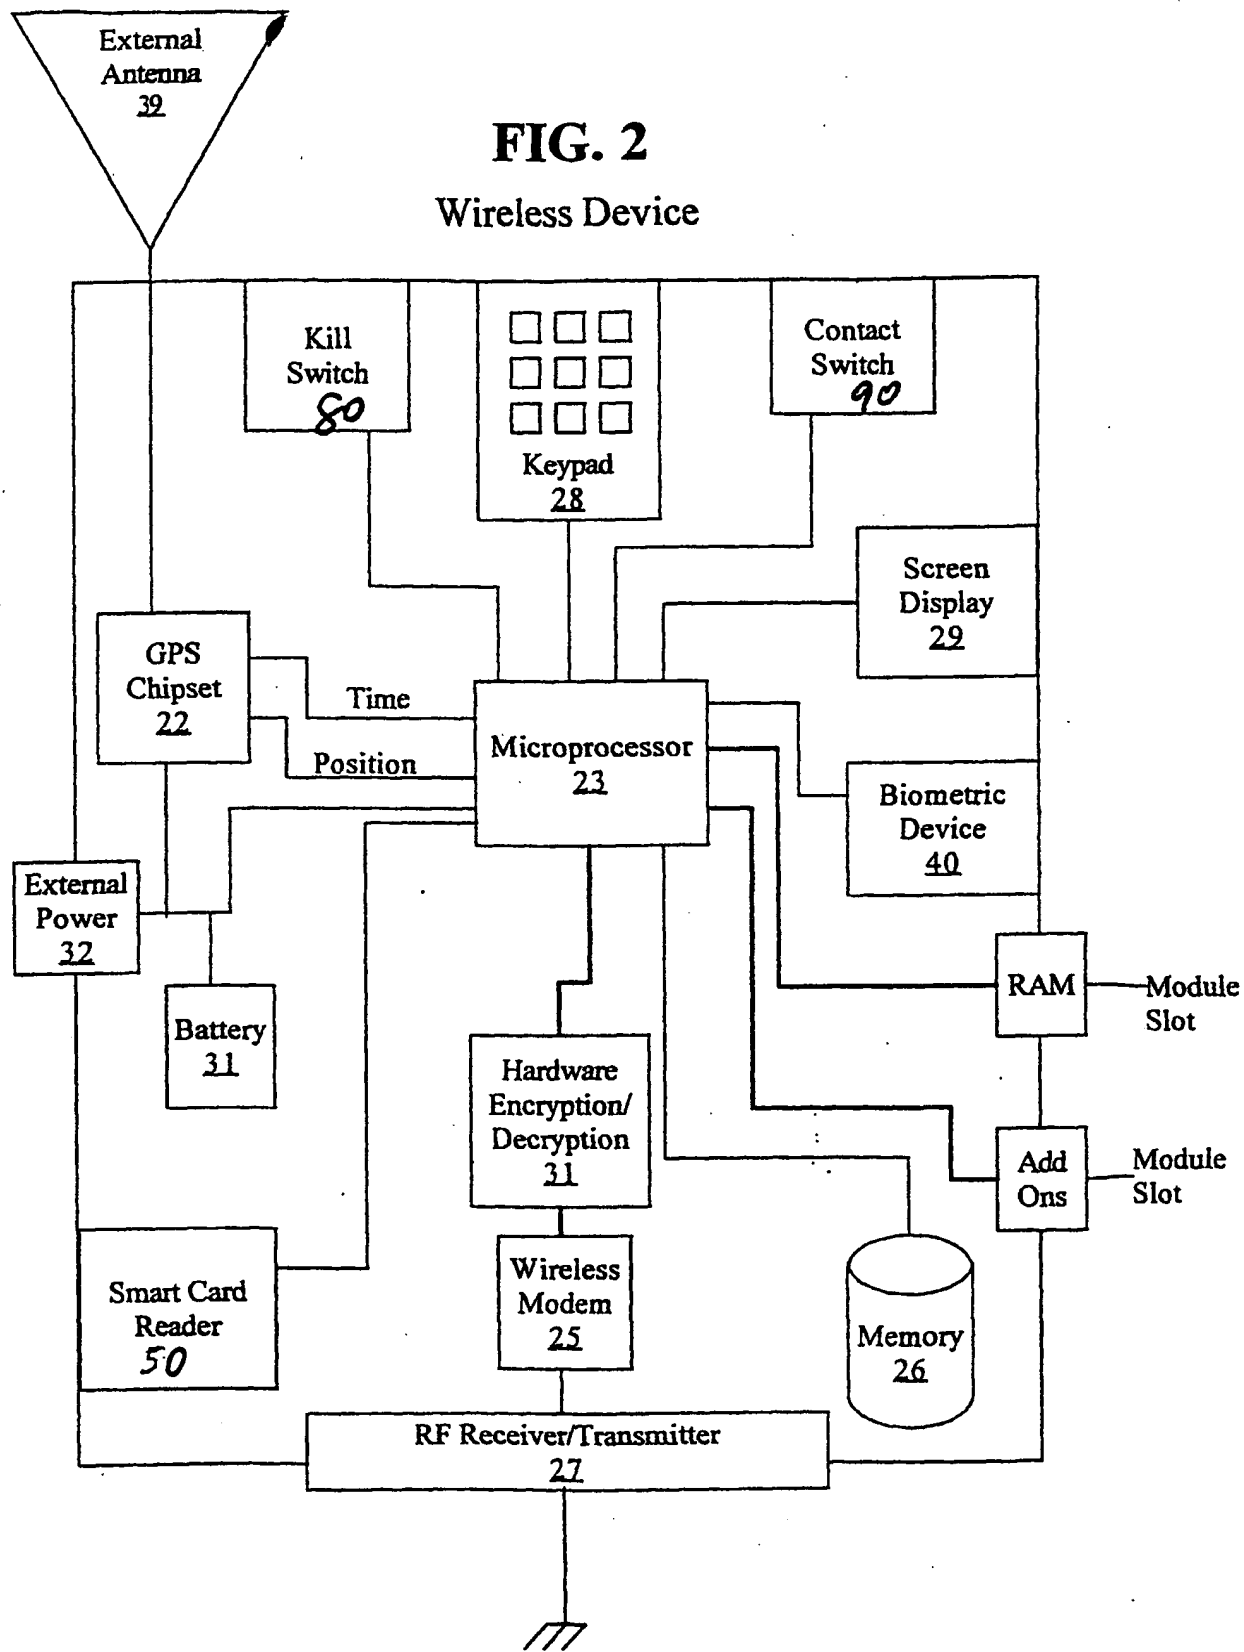 External
Antenna
39
FIG. 2
Wireless Device
Kill
Switch
80
Keypad
28
Contact
Switch
90
Screen
Display
29
GPS
Chipset
22
Time
Position
Microprocessor
23
Biometric
Device
40
External
Power
32
Battery
31
RAM
Module
Slot
Hardware
Encryption/
Decryption
31
Add
Ons
Module
Slot
Smart Card
Reader
50
Wireless
Modem
25
Memory
26
RF Receiver/Transmitter
27